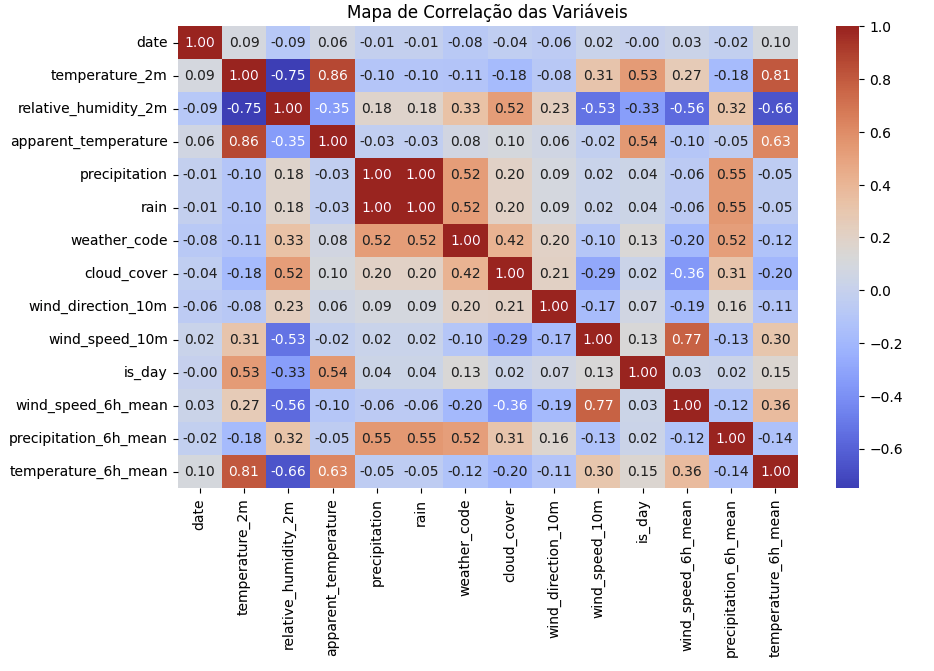 Mapa de Correlação das Variáveis
date 1.00 0.09 -0.09 0.06 -0.01 -0.01 -0.08 -0.04 -0.06 0.02 -0.00 0.03 -0.02 0.10
temperature_2m 0.09 1.00 -0.75 0.86 -0.10 -0.10 -0.11 -0.18 -0.08 0.31 0.53 0.27 -0.18 0.81
relative_humidity_2m -0.09 -0.75 1.00 -0.35 0.18 0.18 0.33 0.52 0.23 -0.53 -0.33 -0.56 0.32 -0.66
apparent_temperature 0.06 0.86 -0.35 1.00 -0.03 -0.03 0.08 0.10 0.06 -0.02 0.54 -0.10 -0.05 0.63
precipitation -0.01 -0.10 0.18 -0.03 1.00 1.00 0.52 0.20 0.09 0.02 0.04 -0.06 0.55 -0.05
rain -0.01 -0.10 0.18 -0.03 1.00 1.00 0.52 0.20 0.09 0.02 0.04 -0.06 0.55 -0.05
weather_code -0.08 -0.11 0.33 0.08 0.52 0.52 1.00 0.42 0.20 -0.10 0.13 -0.20 0.52 -0.12
cloud_cover -0.04 -0.18 0.52 0.10 0.20 0.20 0.42 1.00 0.21 -0.29 0.02 -0.36 0.31 -0.20
wind_direction_10m -0.06 -0.08 0.23 0.06 0.09 0.09 0.20 0.21 1.00 -0.17 0.07 -0.19 0.16 -0.11
wind_speed_10m 0.02 0.31 -0.53 -0.02 0.02 0.02 -0.10 -0.29 -0.17 1.00 0.13 0.77 -0.13 0.30
is_day -0.00 0.53 -0.33 0.54 0.04 0.04 0.13 0.02 0.07 0.13 1.00 0.03 0.02 0.15
wind_speed_6h_mean 0.03 0.27 -0.56 -0.10 -0.06 -0.06 -0.20 -0.36 -0.19 0.77 0.03 1.00 -0.12 0.36
precipitation_6h_mean -0.02 -0.18 0.32 -0.05 0.55 0.55 0.52 0.31 0.16 -0.13 0.02 -0.12 1.00 -0.14
temperature_6h_mean 0.10 0.81 -0.66 0.63 -0.05 -0.05 -0.12 -0.20 -0.11 0.30 0.15 0.36 -0.14 1.00
date
temperature_2m
relative_humidity_2m
apparent_temperature
precipitation
rain
weather_code
cloud_cover
wind_direction_10m
wind_speed_10m
is_day
wind_speed_6h_mean
precipitation_6h_mean
temperature_6h_mean
1.0
0.8
0.6
0.4
0.2
0.0
−0.2
−0.4
−0.6